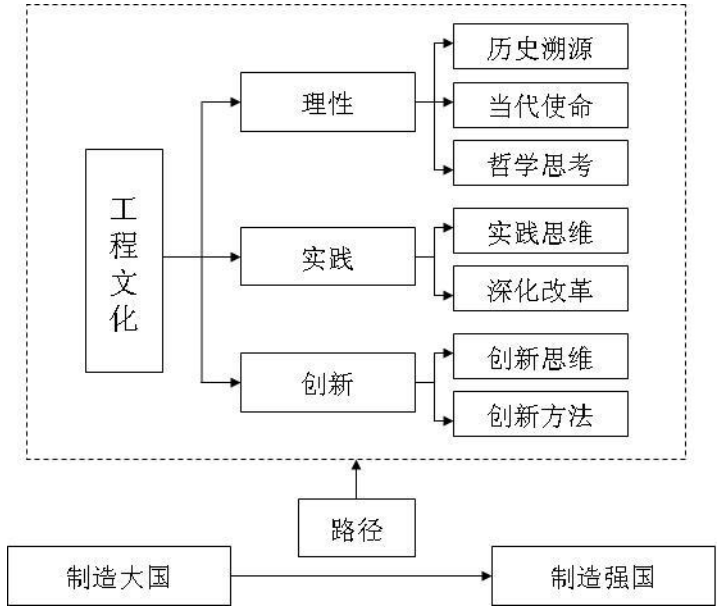 历史溯源
理性
当代使命
哲学思考
工程文化
实践
实践思维
深化改革
创新
创新思维
创新方法
路径
制造大国
制造强国